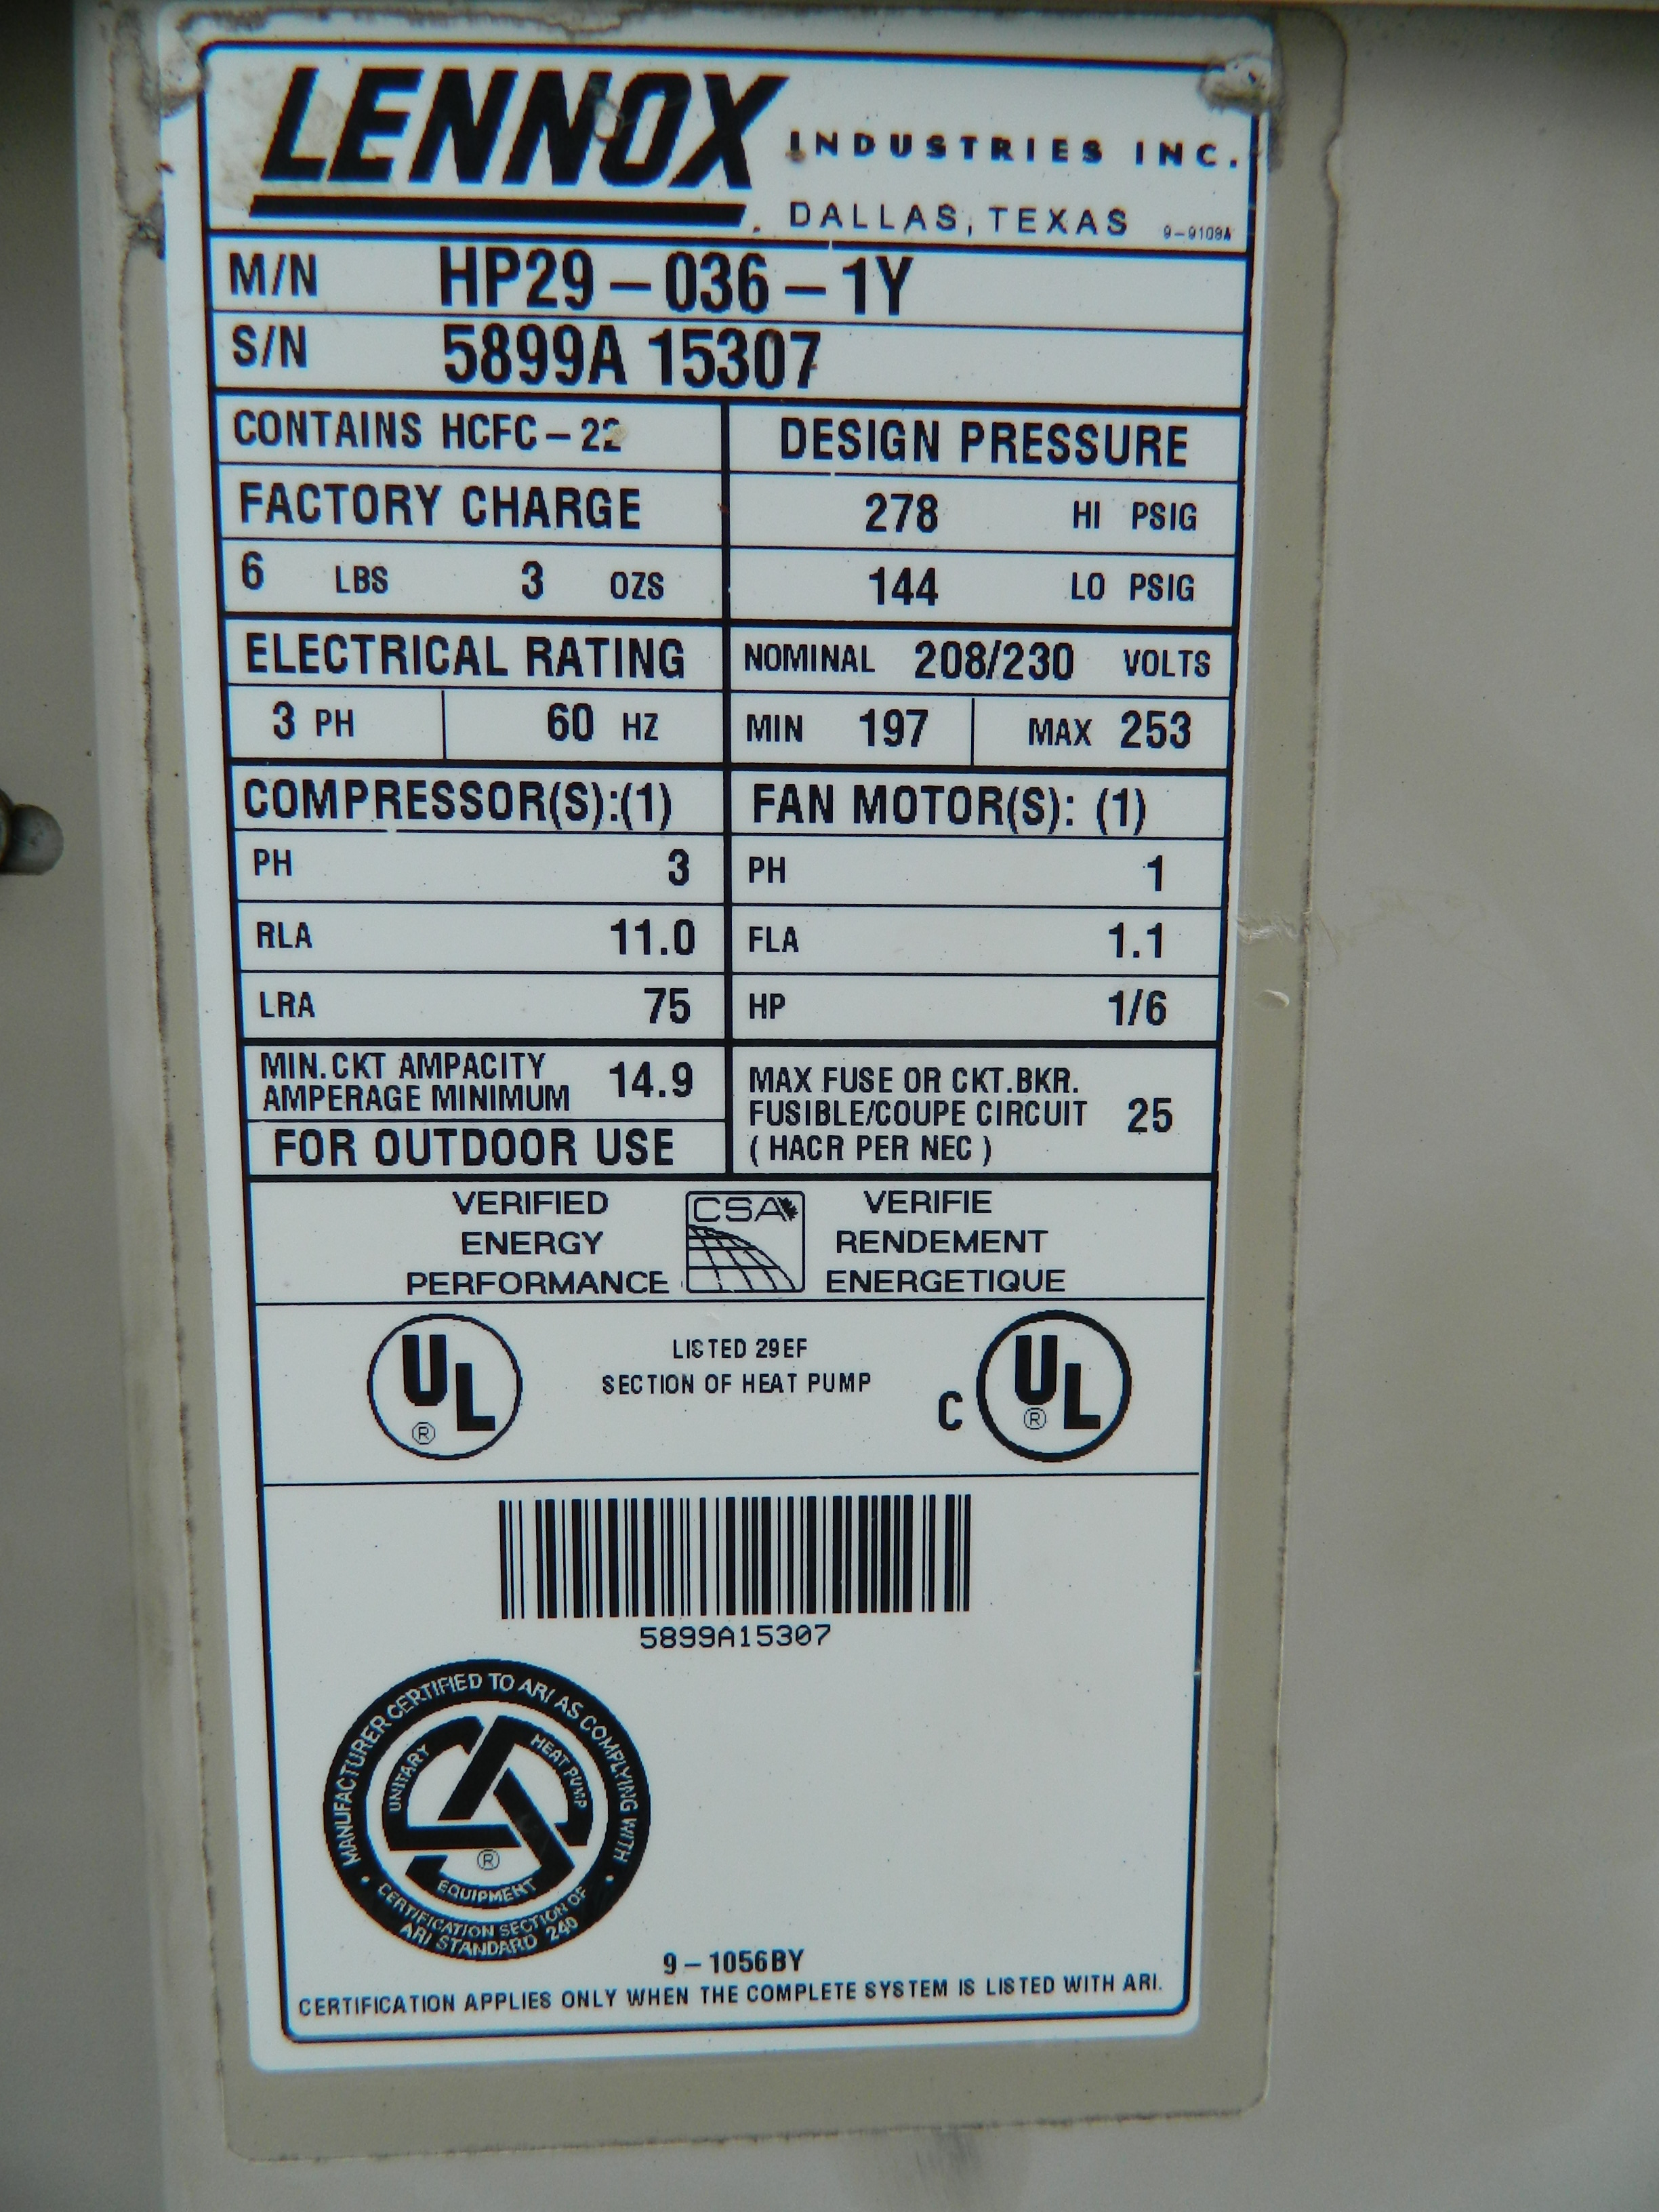 LENNOX INDUSTRIES INC.
DALLAS, TEXAS 9-9109A
M/N HP29-036-1Y
S/N 5899A 15307
CONTAINS HCFC-22
DESIGN PRESSURE
FACTORY CHARGE
278 HI PSIG
6 LBS 3 OZS
144 LO PSIG
ELECTRICAL RATING
NOMINAL 208/230 VOLTS
3 PH 60 HZ
MIN 197 MAX 253
COMPRESSOR(S):(1)
FAN MOTOR(S): (1)
PH 3
PH 1
RLA 11.0
FLA 1.1
LRA 75
HP 1/6
MIN.CKT AMPACITY
AMPERAGE MINIMUM 14.9
MAX FUSE OR CKT.BKR.
FUSIBLE/COUPE CIRCUIT 25
(HACR PER NEC)
FOR OUTDOOR USE
VERIFIED
ENERGY
PERFORMANCE
CSA
VERIFIE
RENDEMENT
ENERGETIQUE
UL ®
LISTED 29EF
SECTION OF HEAT PUMP
C UL ®
5899A15307
MANUFACTURER CERTIFIED TO ARI AS COMPLYING WITH
UNITARY HEAT PUMP
®
EQUIPMENT
CERTIFICATION SECTION OF
ARI STANDARD 240
9-1056BY
CERTIFICATION APPLIES ONLY WHEN THE COMPLETE SYSTEM IS LISTED WITH ARI.